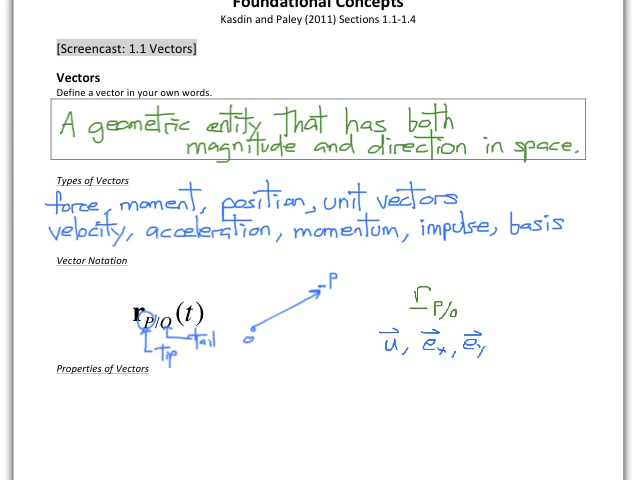 Foundational Concepts
Kasdin and Paley (2011) Sections 1.1-1.4
[Screencast: 1.1 Vectors]
Vectors
Define a vector in your own words.
A geometric entity that has both
magnitude and direction in space.
Types of Vectors
force, moment, position, unit vectors
velocity, acceleration, momentum, impulse, basis
Vector Notation
P
r P/O (t)
r P/O
tail
O
u, eₓ, eᵧ
tip
Properties of Vectors